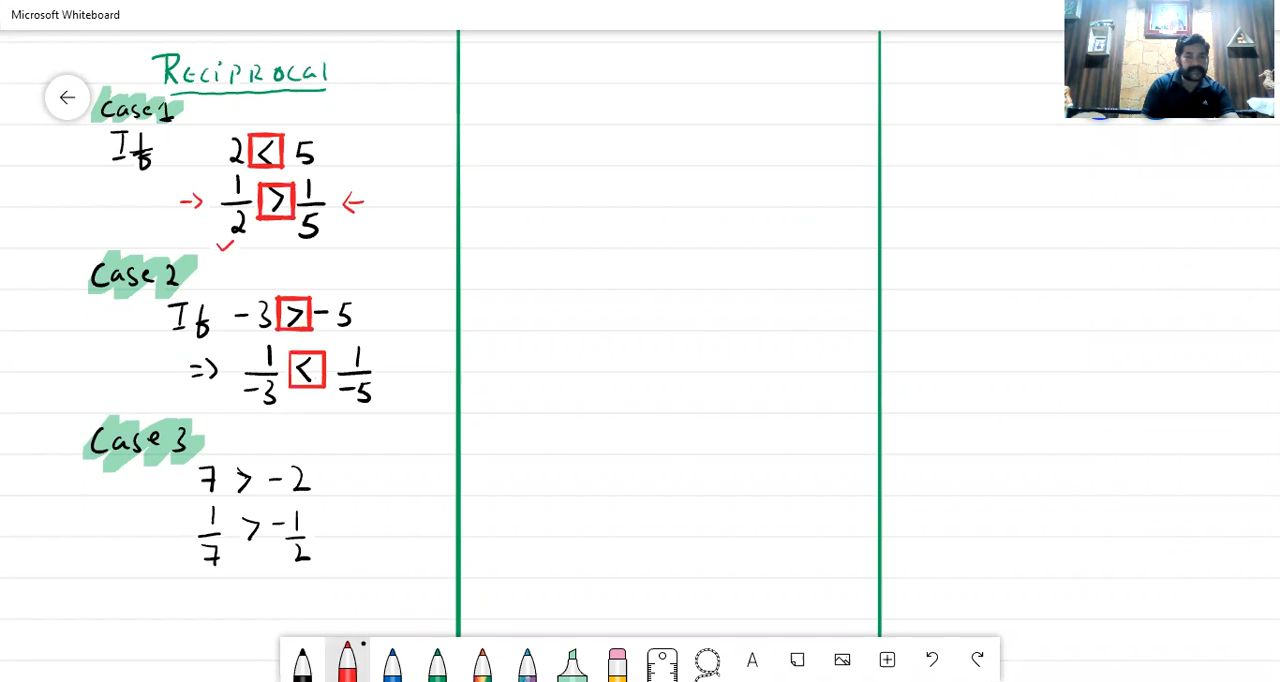 Microsoft Whiteboard
Reciprocal
Case 1
If 2 < 5
→ 1/2 > 1/5 ←
✓
Case 2
If -3 > -5
=> 1/-3 < 1/-5
Case 3
7 > -2
1/7 > -1/2
A